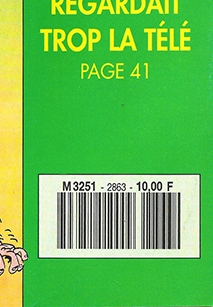 REGARDAIT
TROP LA TÉLÉ
PAGE 41
M 3251 - 2863 - 10,00 F